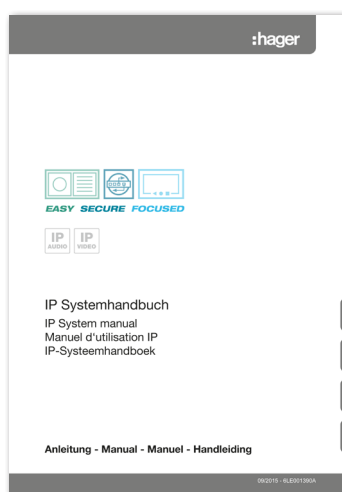 :hager
EASY SECURE FOCUSED
IP IP
AUDIO VIDEO
IP Systemhandbuch
IP System manual
Manuel d'utilisation IP
IP-Systeemhandboek
Anleitung - Manual - Manuel - Handleiding
09/2015 - 6LE001390A